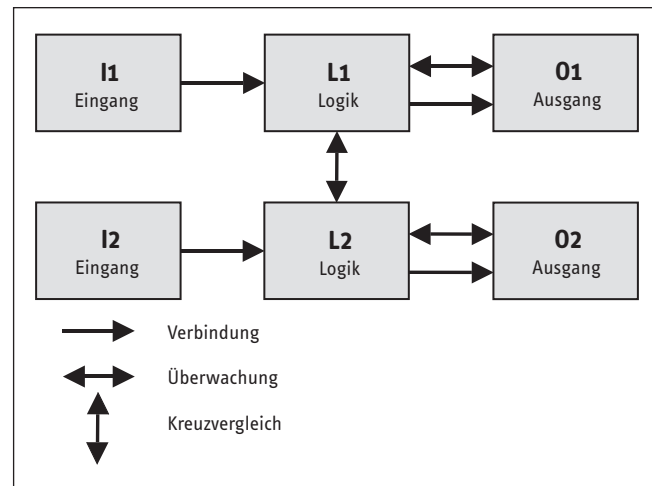 I1
Eingang
L1
Logik
O1
Ausgang
I2
Eingang
L2
Logik
O2
Ausgang
Verbindung
Überwachung
Kreuzvergleich